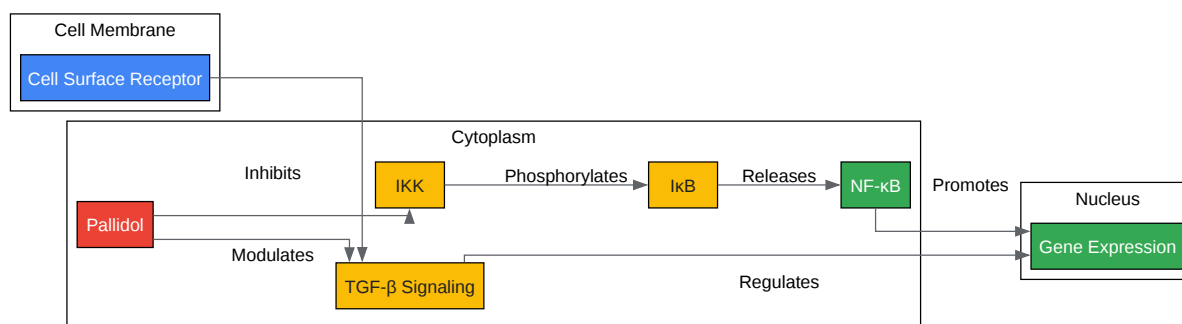 Cell Membrane
Cell Surface Receptor
Cytoplasm
Inhibits
IKK
Phosphorylates
IκB
Releases
NF-κB
Promotes
Nucleus
Pallidol
Modulates
TGF-β Signaling
Regulates
Gene Expression